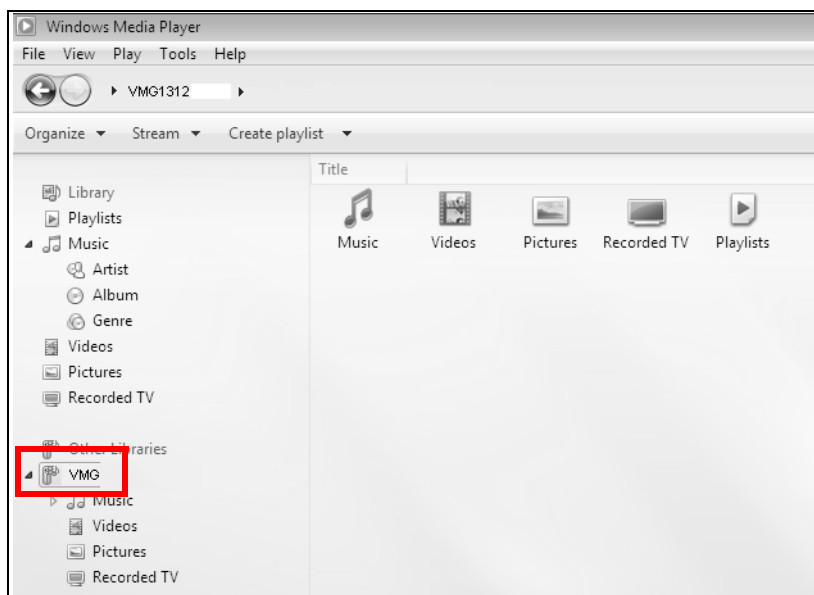 Windows Media Player
File View Play Tools Help
VMG1312
Organize Stream Create playlist
Title
Library
Playlists
Music
Artist
Album
Genre
Videos
Pictures
Recorded TV
Music Videos Pictures Recorded TV Playlists
Other Libraries
VMG
Music
Videos
Pictures
Recorded TV